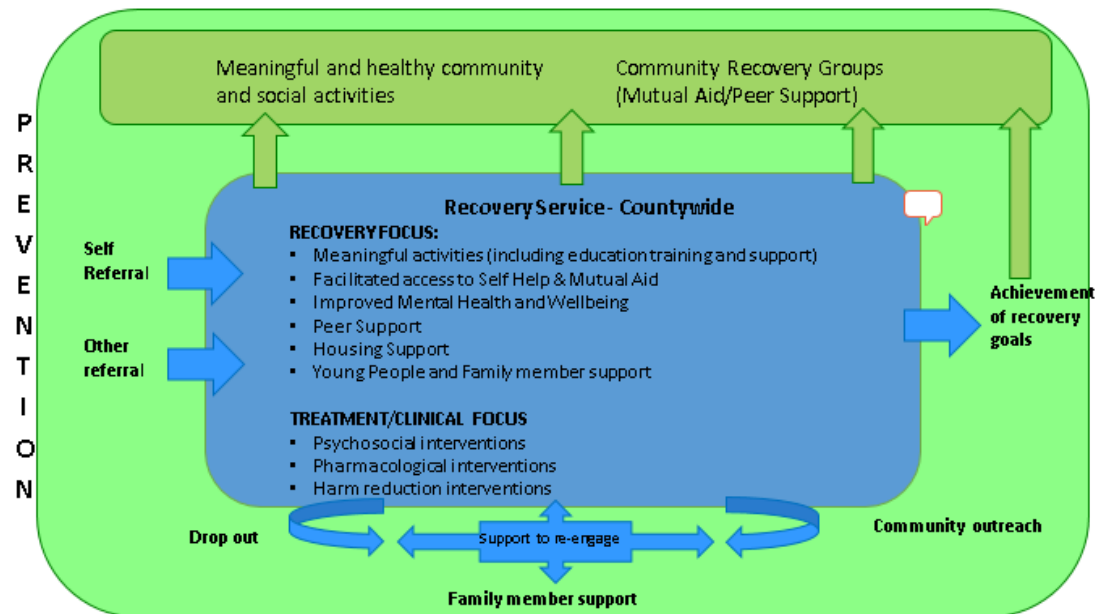 Meaningful and healthy community
and social activities
Community Recovery Groups
(Mutual Aid/Peer Support)
PREVENTION
Recovery Service- Countywide
RECOVERY FOCUS:
▪ Meaningful activities (including education training and support)
▪ Facilitated access to Self Help & Mutual Aid
▪ Improved Mental Health and Wellbeing
▪ Peer Support
▪ Housing Support
▪ Young People and Family member support
TREATMENT/CLINICAL FOCUS
▪ Psychosocial interventions
▪ Pharmacological interventions
▪ Harm reduction interventions
Self
Referral
Other
referral
Achievement
of recovery
goals
Drop out
Support to re-engage
Community outreach
Family member support